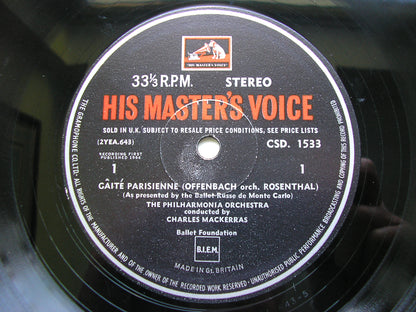 "HIS MASTER'S VOICE"
33⅓ R.P.M. STEREO
HIS MASTER'S VOICE
SOLD IN U.K. SUBJECT TO RESALE PRICE CONDITIONS, SEE PRICE LISTS
(2YEA.643) CSD. 1533
RECORDING FIRST
PUBLISHED 1964
1 1
GAÎTÉ PARISIENNE (OFFENBACH orch. ROSENTHAL)
(As presented by the Ballet Russe de Monte Carlo)
THE PHILHARMONIA ORCHESTRA
conducted by
CHARLES MACKERRAS
Ballet Foundation
B.I.E.M.
MADE IN Gt. BRITAIN
THE GRAMOPHONE CO. LTD. ALL RIGHTS OF THE MANUFACTURER AND OF THE OWNER OF THE RECORDED WORK RESERVED · UNAUTHORISED PUBLIC PERFORMANCE BROADCASTING AND COPYING OF THIS RECORD PROHIBITED